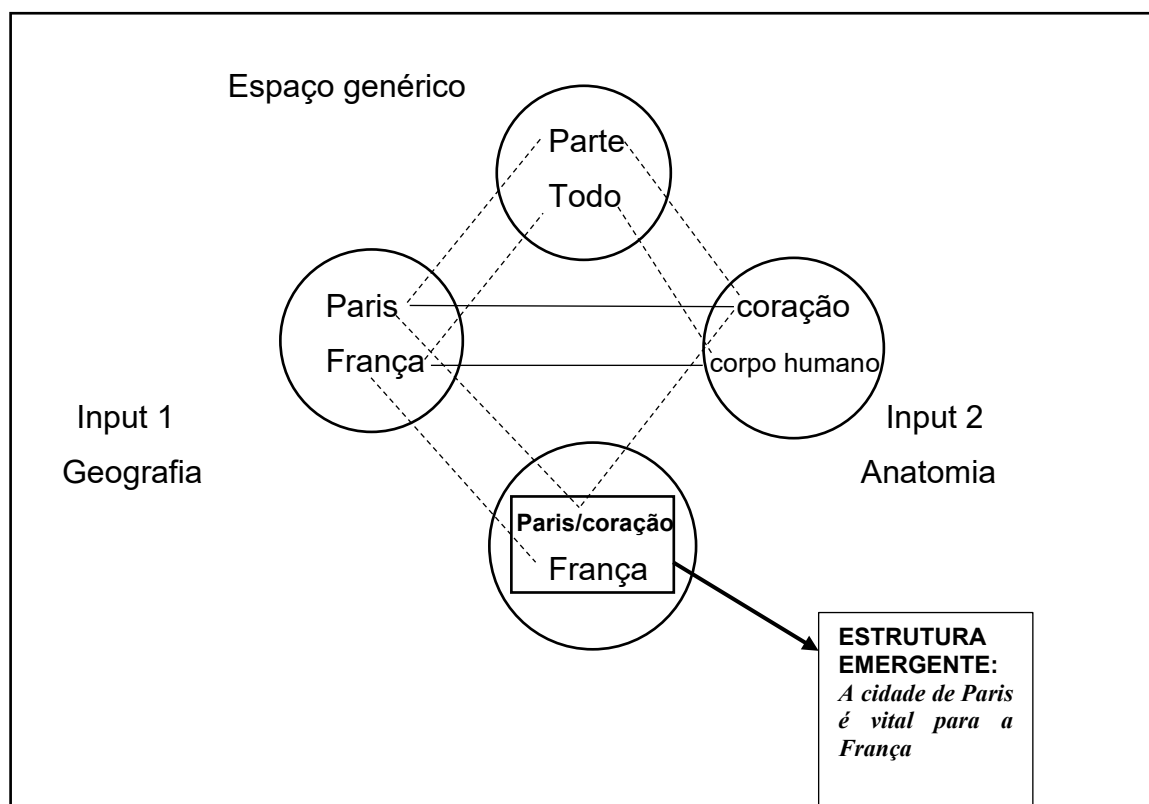 Espaço genérico
Parte
Todo
Paris
França
coração
corpo humano
Input 1
Geografia
Input 2
Anatomia
Paris/coração
França
ESTRUTURA
EMERGENTE:
A cidade de Paris
é vital para a
França